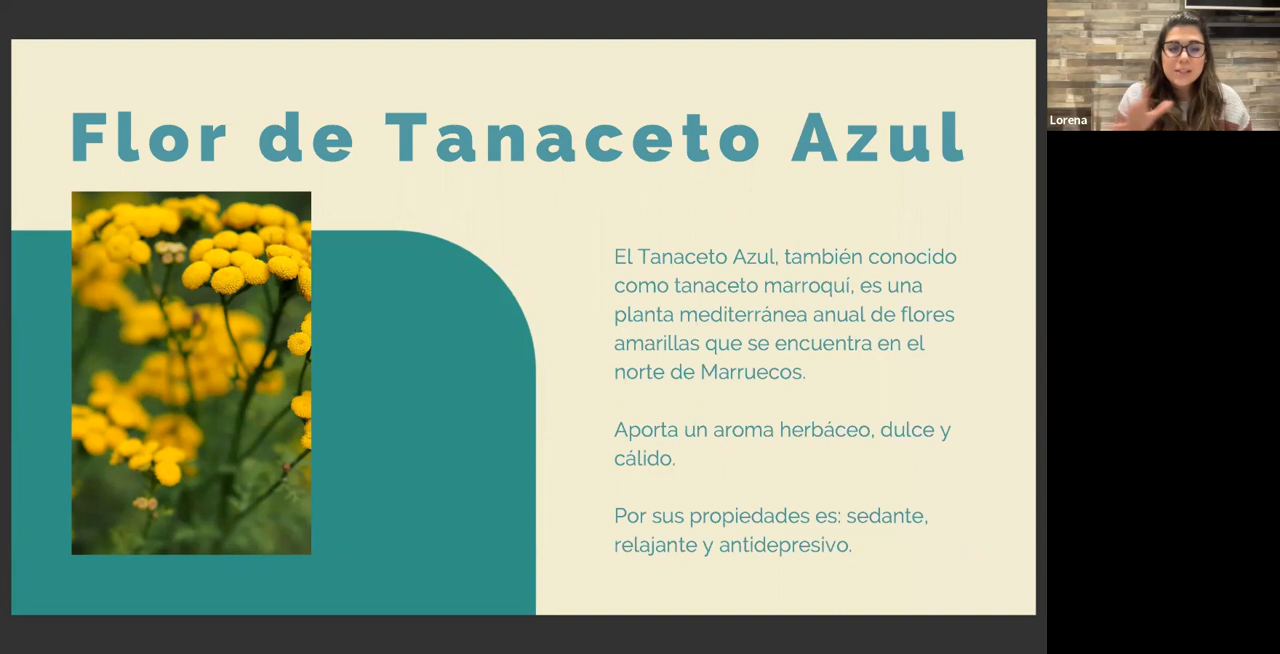 Flor de Tanaceto Azul
El Tanaceto Azul, también conocido
como tanaceto marroquí, es una
planta mediterránea anual de flores
amarillas que se encuentra en el
norte de Marruecos.
Aporta un aroma herbáceo, dulce y
cálido.
Por sus propiedades es: sedante,
relajante y antidepresivo.
Lorena